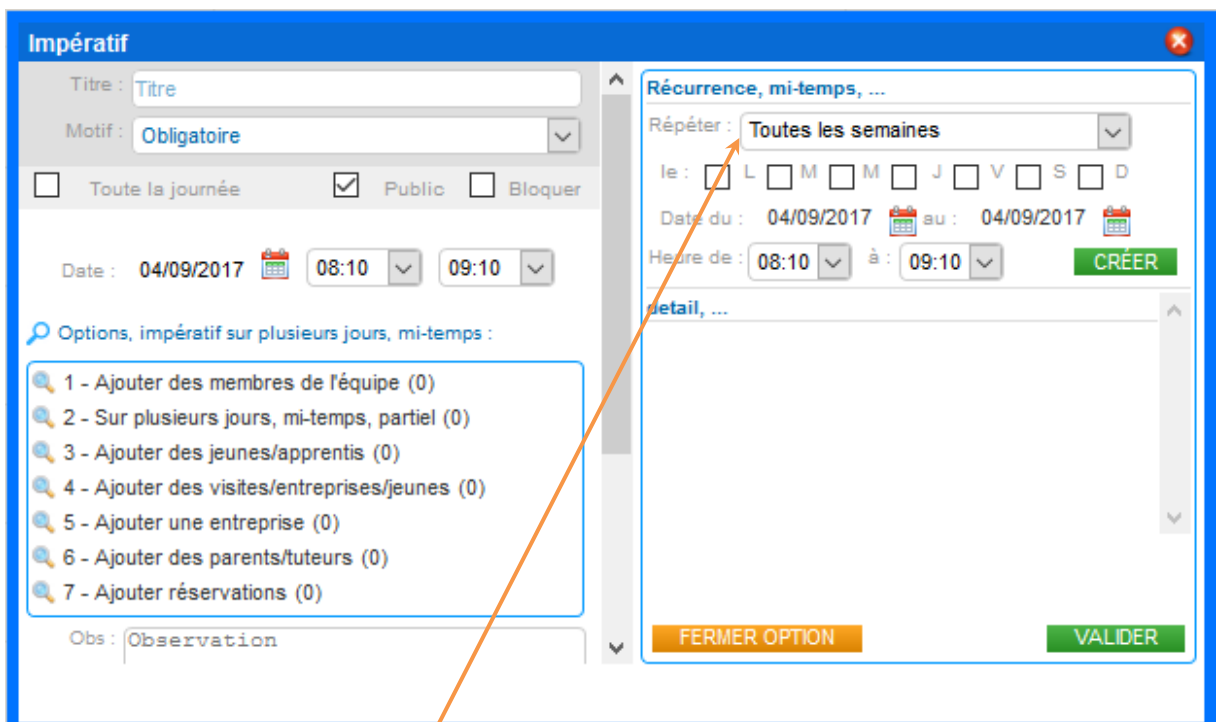 Impératif
Titre : Titre
Motif : Obligatoire
Toute la journée Public Bloquer
Date : 04/09/2017 08:10 09:10
Options, impératif sur plusieurs jours, mi-temps :
1 - Ajouter des membres de l'équipe (0)
2 - Sur plusieurs jours, mi-temps, partiel (0)
3 - Ajouter des jeunes/apprentis (0)
4 - Ajouter des visites/entreprises/jeunes (0)
5 - Ajouter une entreprise (0)
6 - Ajouter des parents/tuteurs (0)
7 - Ajouter réservations (0)
Obs : Observation
Récurrence, mi-temps, ...
Répéter : Toutes les semaines
le : L M M J V S D
Date du : 04/09/2017 au : 04/09/2017
Heure de : 08:10 à : 09:10 CRÉER
detail, ...
FERMER OPTION VALIDER